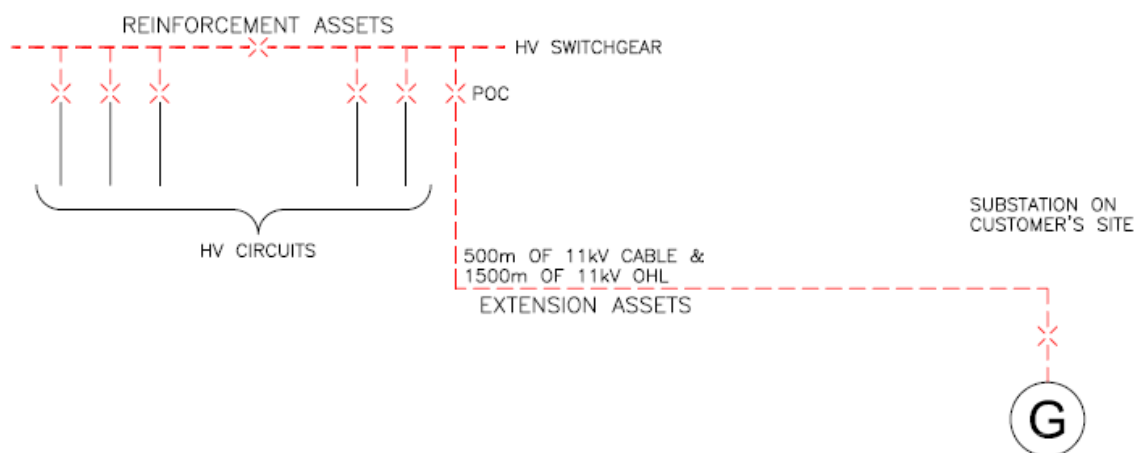 REINFORCEMENT ASSETS
HV SWITCHGEAR
POC
HV CIRCUITS
SUBSTATION ON
CUSTOMER'S SITE
500m OF 11kV CABLE &
1500m OF 11kV OHL
EXTENSION ASSETS
G